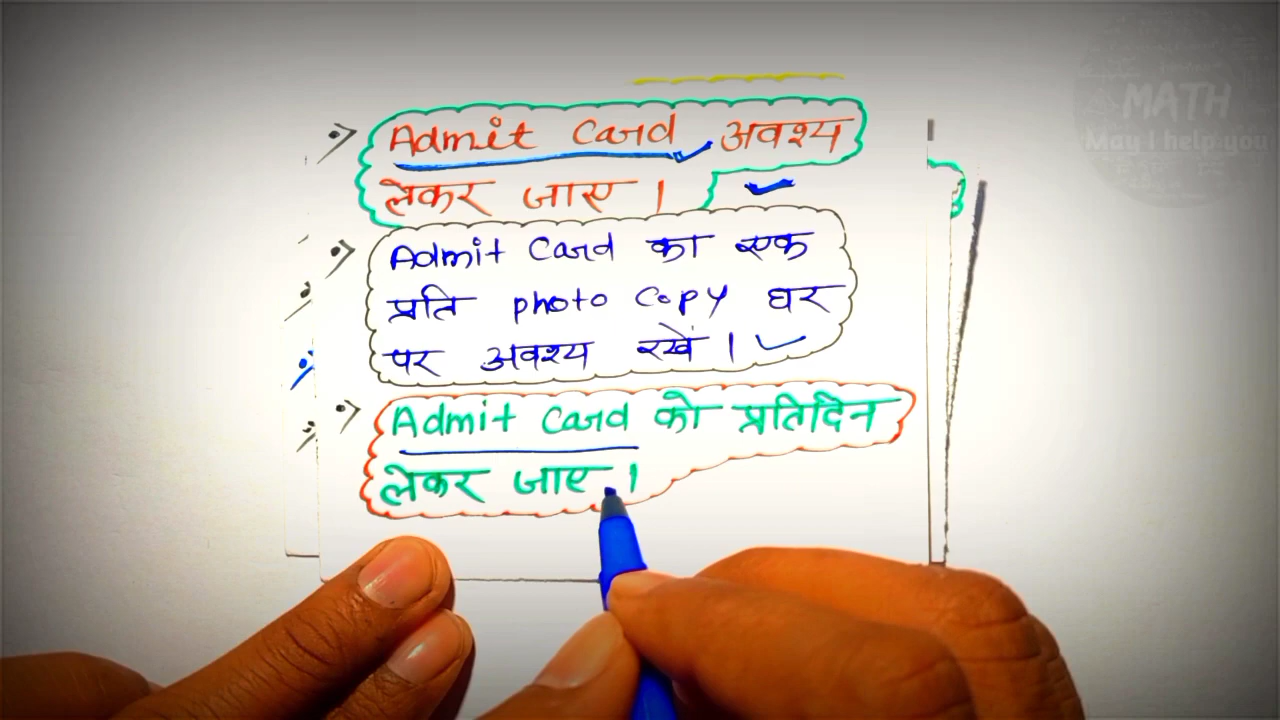 MATH
May I help you
Admit Card अवश्य
लेकर जाए।
Admit Card का एक
प्रति photo Copy घर
पर अवश्य रखें।
Admit Card को प्रतिदिन
लेकर जाए।